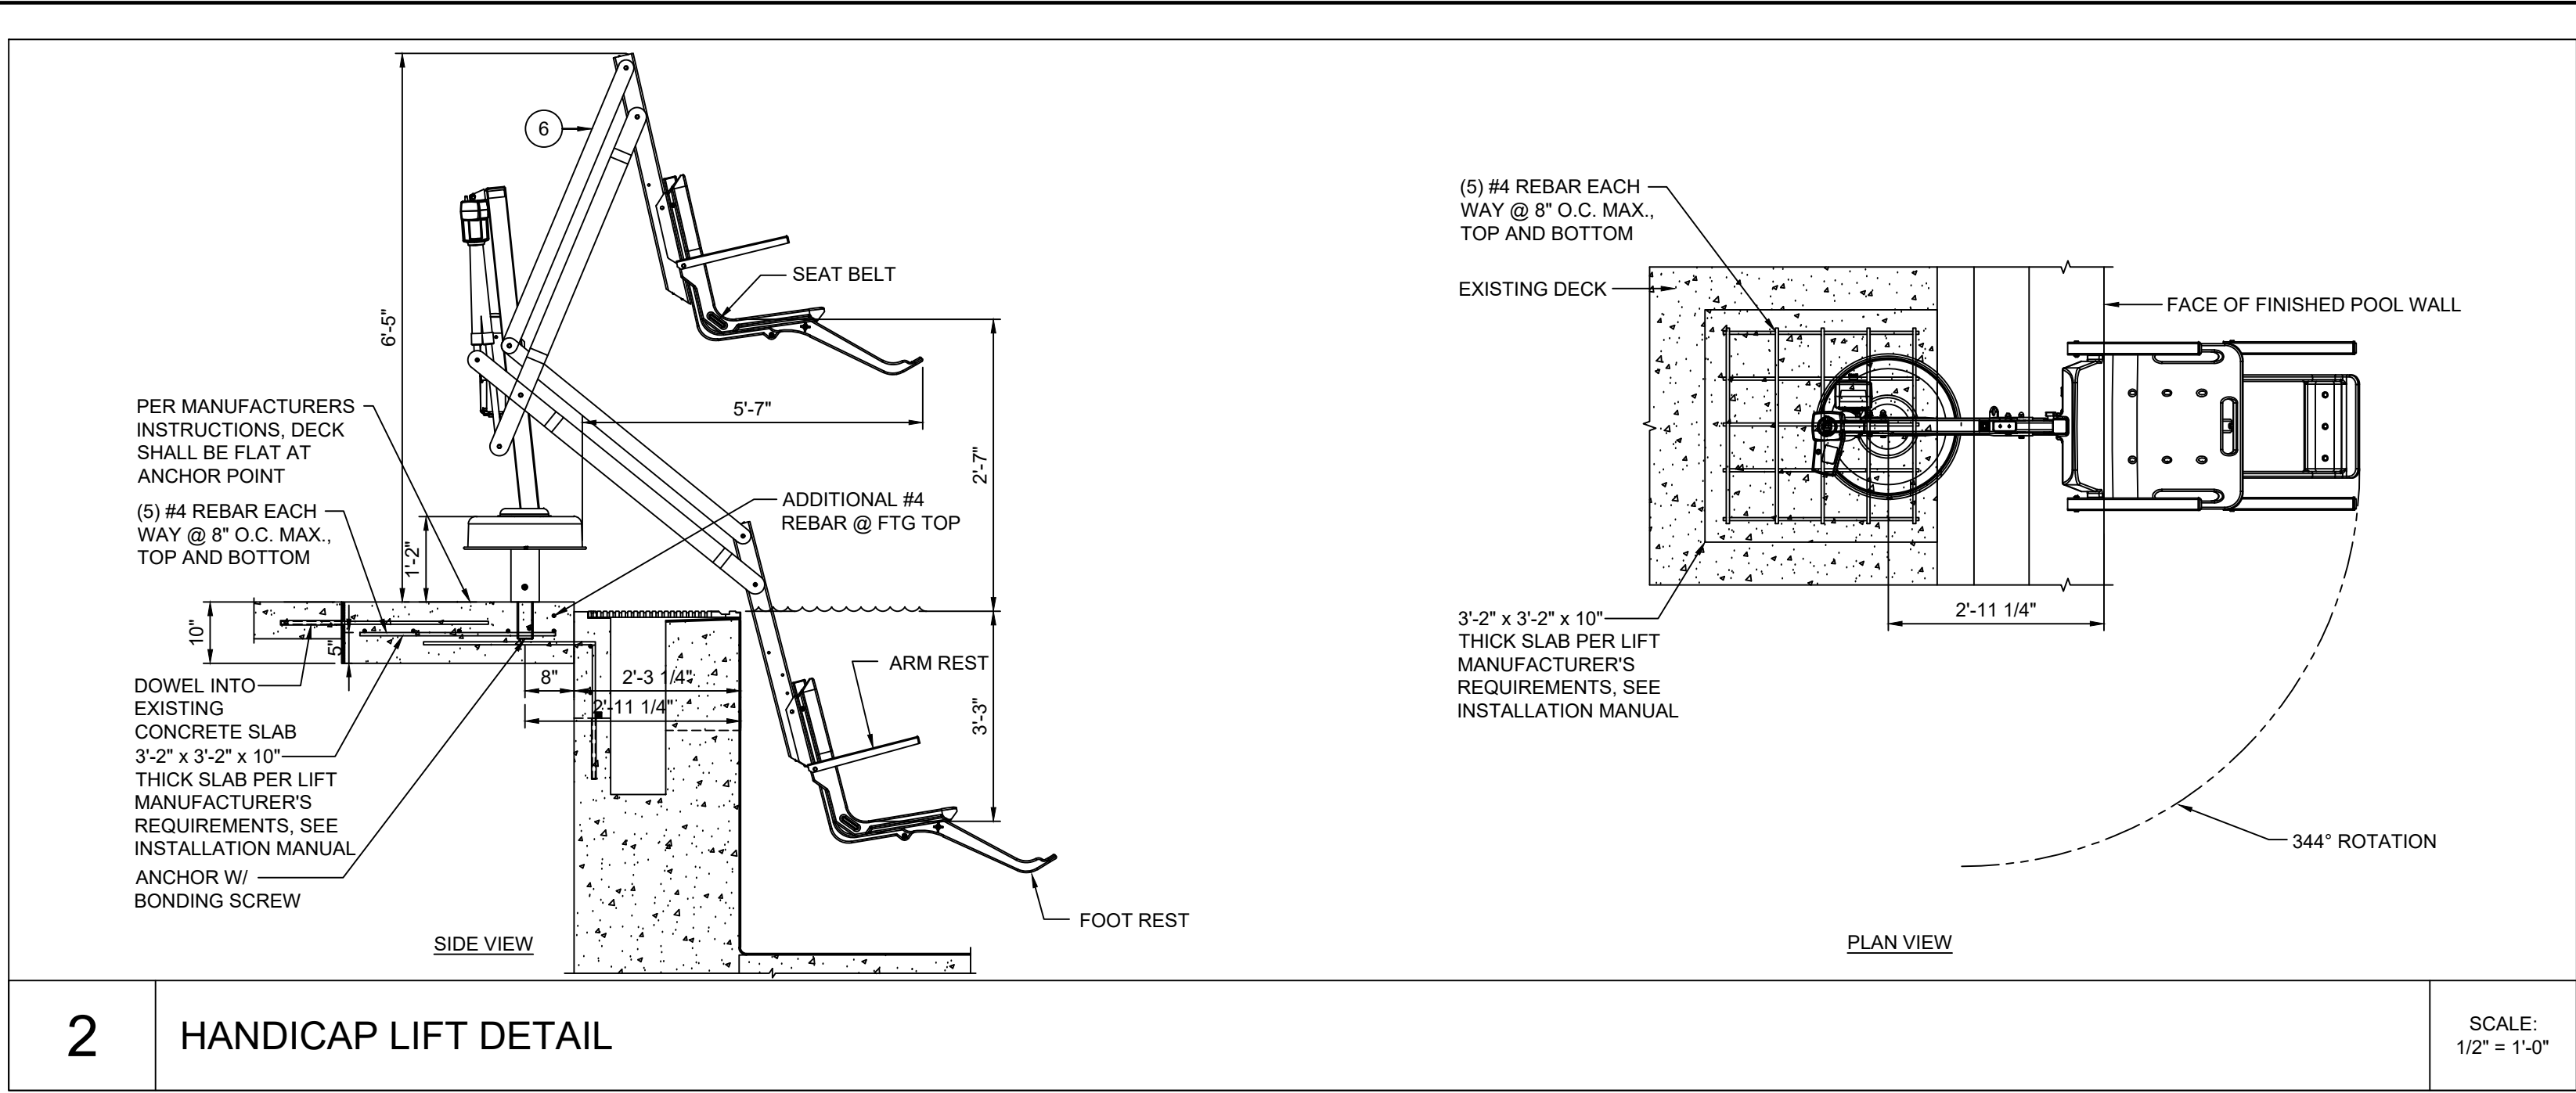 6'-5"
6
SEAT BELT
5'-7"
2'-7"
PER MANUFACTURERS
INSTRUCTIONS, DECK
SHALL BE FLAT AT
ANCHOR POINT
(5) #4 REBAR EACH
WAY @ 8" O.C. MAX.,
TOP AND BOTTOM
1'-2"
ADDITIONAL #4
REBAR @ FTG TOP
10"
5"
8"
2'-3 1/4"
2'-11 1/4"
ARM REST
3'-3"
DOWEL INTO
EXISTING
CONCRETE SLAB
3'-2" x 3'-2" x 10"
THICK SLAB PER LIFT
MANUFACTURER'S
REQUIREMENTS, SEE
INSTALLATION MANUAL
ANCHOR W/
BONDING SCREW
FOOT REST
SIDE VIEW
(5) #4 REBAR EACH
WAY @ 8" O.C. MAX.,
TOP AND BOTTOM
EXISTING DECK
FACE OF FINISHED POOL WALL
3'-2" x 3'-2" x 10"
THICK SLAB PER LIFT
MANUFACTURER'S
REQUIREMENTS, SEE
INSTALLATION MANUAL
2'-11 1/4"
344° ROTATION
PLAN VIEW
2
HANDICAP LIFT DETAIL
SCALE:
1/2" = 1'-0"